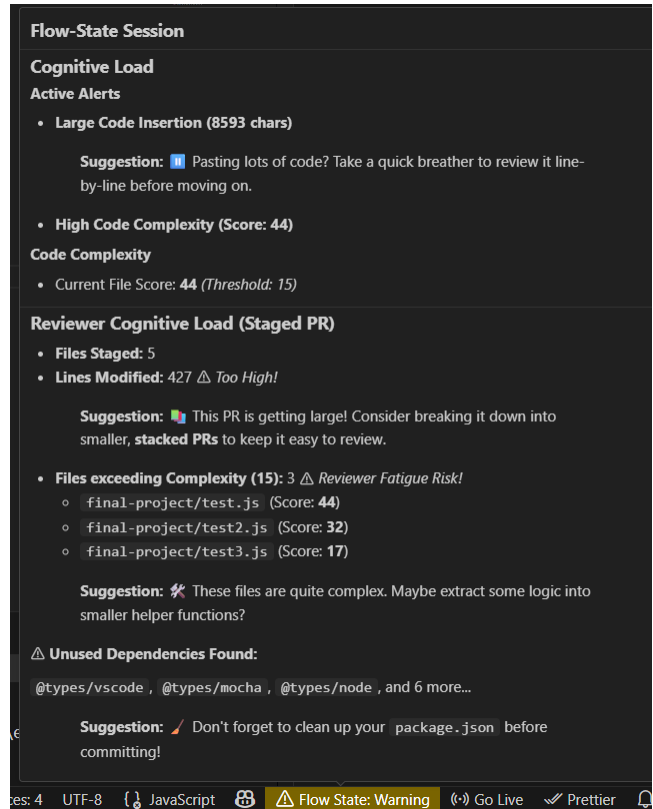 Flow-State Session
Cognitive Load
Active Alerts
• Large Code Insertion (8593 chars)
Suggestion: ⏸️ Pasting lots of code? Take a quick breather to review it line-
by-line before moving on.
• High Code Complexity (Score: 44)
Code Complexity
• Current File Score: 44 (Threshold: 15)
Reviewer Cognitive Load (Staged PR)
• Files Staged: 5
• Lines Modified: 427 ⚠ Too High!
Suggestion: 📚 This PR is getting large! Consider breaking it down into
smaller, stacked PRs to keep it easy to review.
• Files exceeding Complexity (15): 3 ⚠ Reviewer Fatigue Risk!
○ final-project/test.js (Score: 44)
○ final-project/test2.js (Score: 32)
○ final-project/test3.js (Score: 17)
Suggestion: 🛠️ These files are quite complex. Maybe extract some logic into
smaller helper functions?
⚠ Unused Dependencies Found:
@types/vscode, @types/mocha, @types/node, and 6 more...
Suggestion: 🧹 Don't forget to clean up your package.json before
committing!
ces: 4 UTF-8 {} JavaScript ⚠ Flow State: Warning Go Live Prettier